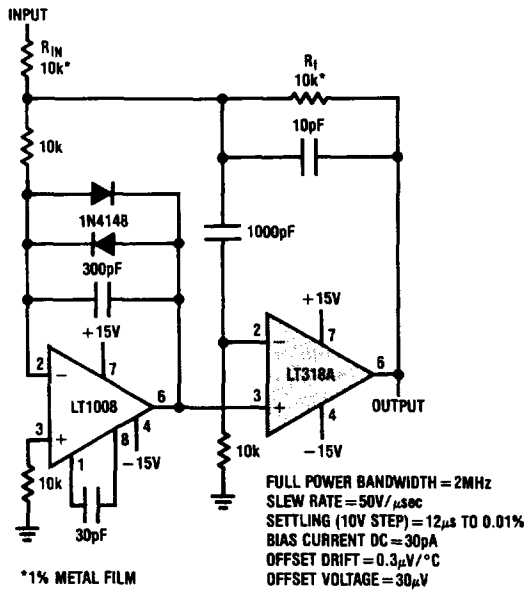 INPUT
RIN
10k*
Rf
10k*
10pF
10k
1N4148
1000pF
300pF
+15V
+15V
2
7
2
7
−
−
LT1008
6
LT318A
6
3
+
8
4
3
+
4
OUTPUT
1
−15V
−15V
10k
10k
30pF
FULL POWER BANDWIDTH = 2MHz
SLEW RATE = 50V/μsec
SETTLING (10V STEP) = 12μs TO 0.01%
BIAS CURRENT DC = 30pA
OFFSET DRIFT = 0.3μV/°C
OFFSET VOLTAGE = 30μV
*1% METAL FILM